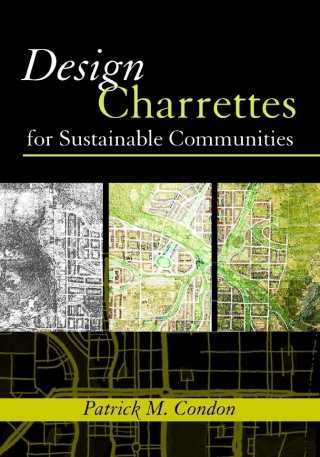 Design
Charrettes
for Sustainable Communities
Patrick M. Condon